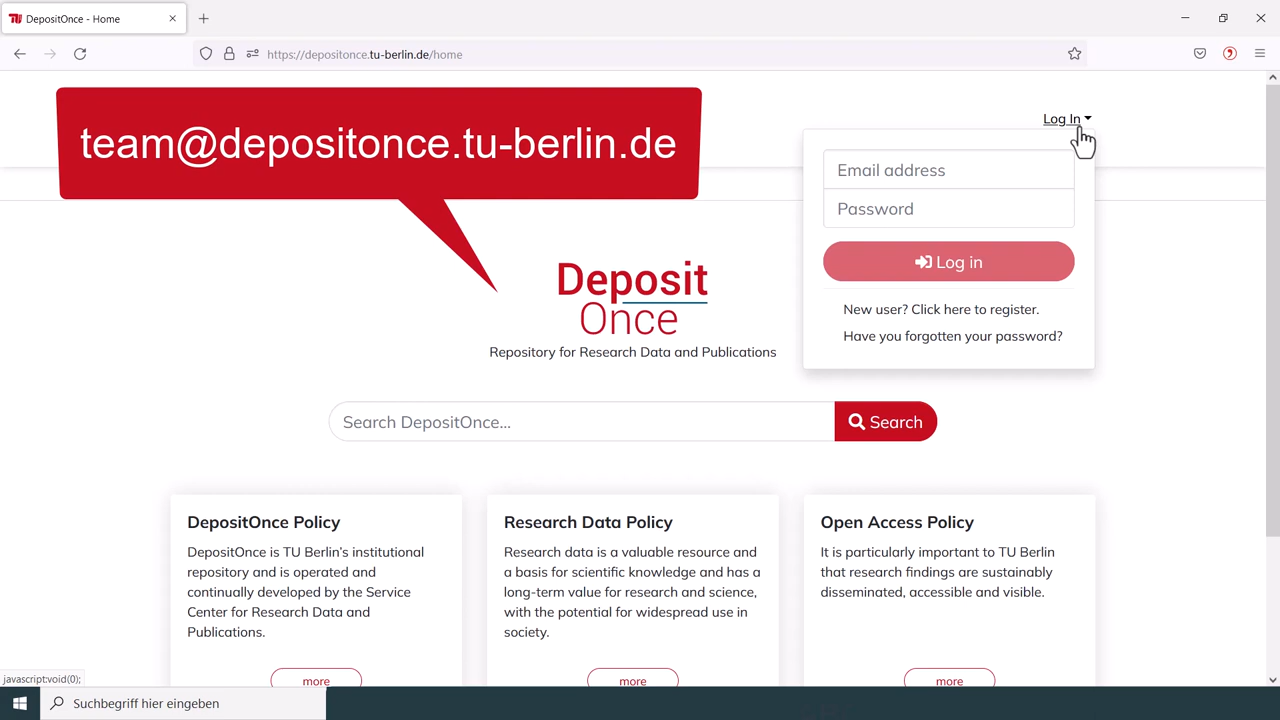 DepositOnce - Home
https://depositonce.tu-berlin.de/home
team@depositonce.tu-berlin.de
Log In
Email address
Password
Log in
New user? Click here to register.
Have you forgotten your password?
Deposit
Once
Repository for Research Data and Publications
Search DepositOnce...
Search
DepositOnce Policy
DepositOnce is TU Berlin's institutional
repository and is operated and
continually developed by the Service
Center for Research Data and
Publications.
more
Research Data Policy
Research data is a valuable resource and
a basis for scientific knowledge and has a
long-term value for research and science,
with the potential for widespread use in
society.
more
Open Access Policy
It is particularly important to TU Berlin
that research findings are sustainably
disseminated, accessible and visible.
more
javascript:void(0);
Suchbegriff hier eingeben